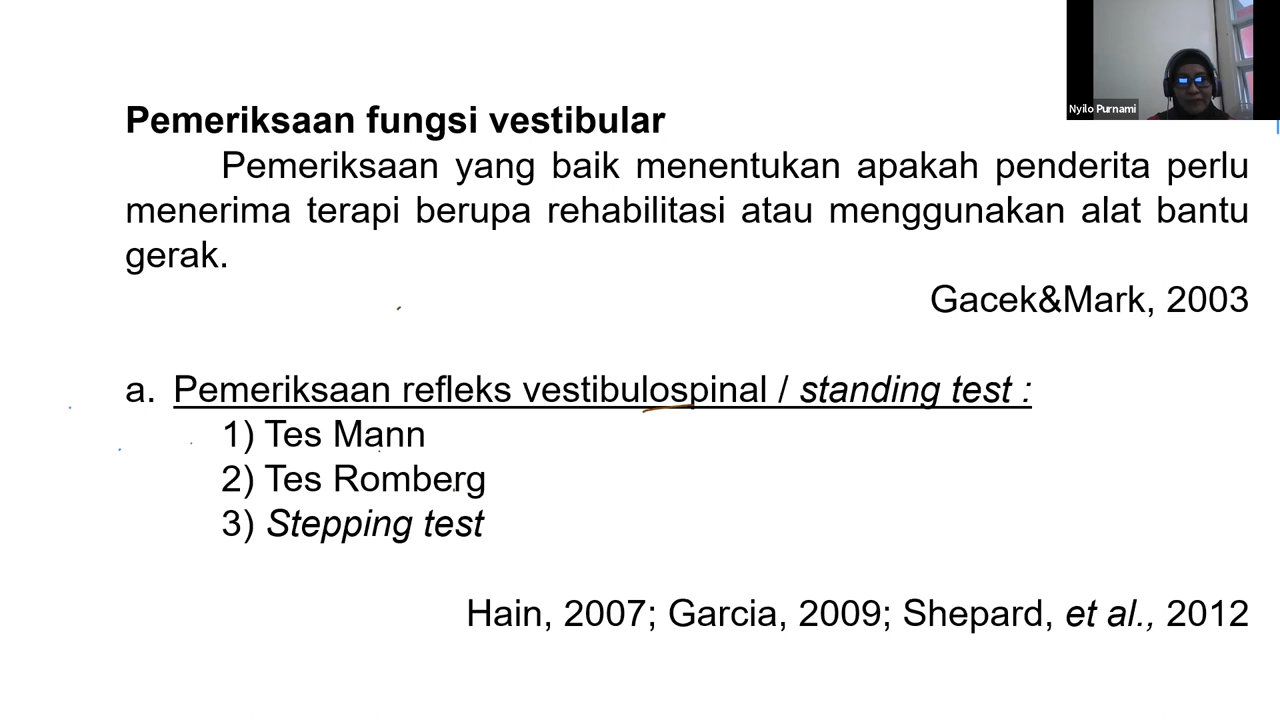 Nyilo Purnami
Pemeriksaan fungsi vestibular
Pemeriksaan yang baik menentukan apakah penderita perlu
menerima terapi berupa rehabilitasi atau menggunakan alat bantu
gerak.
Gacek&Mark, 2003
a. Pemeriksaan refleks vestibulospinal / standing test :
1) Tes Mann
2) Tes Romberg
3) Stepping test
Hain, 2007; Garcia, 2009; Shepard, et al., 2012